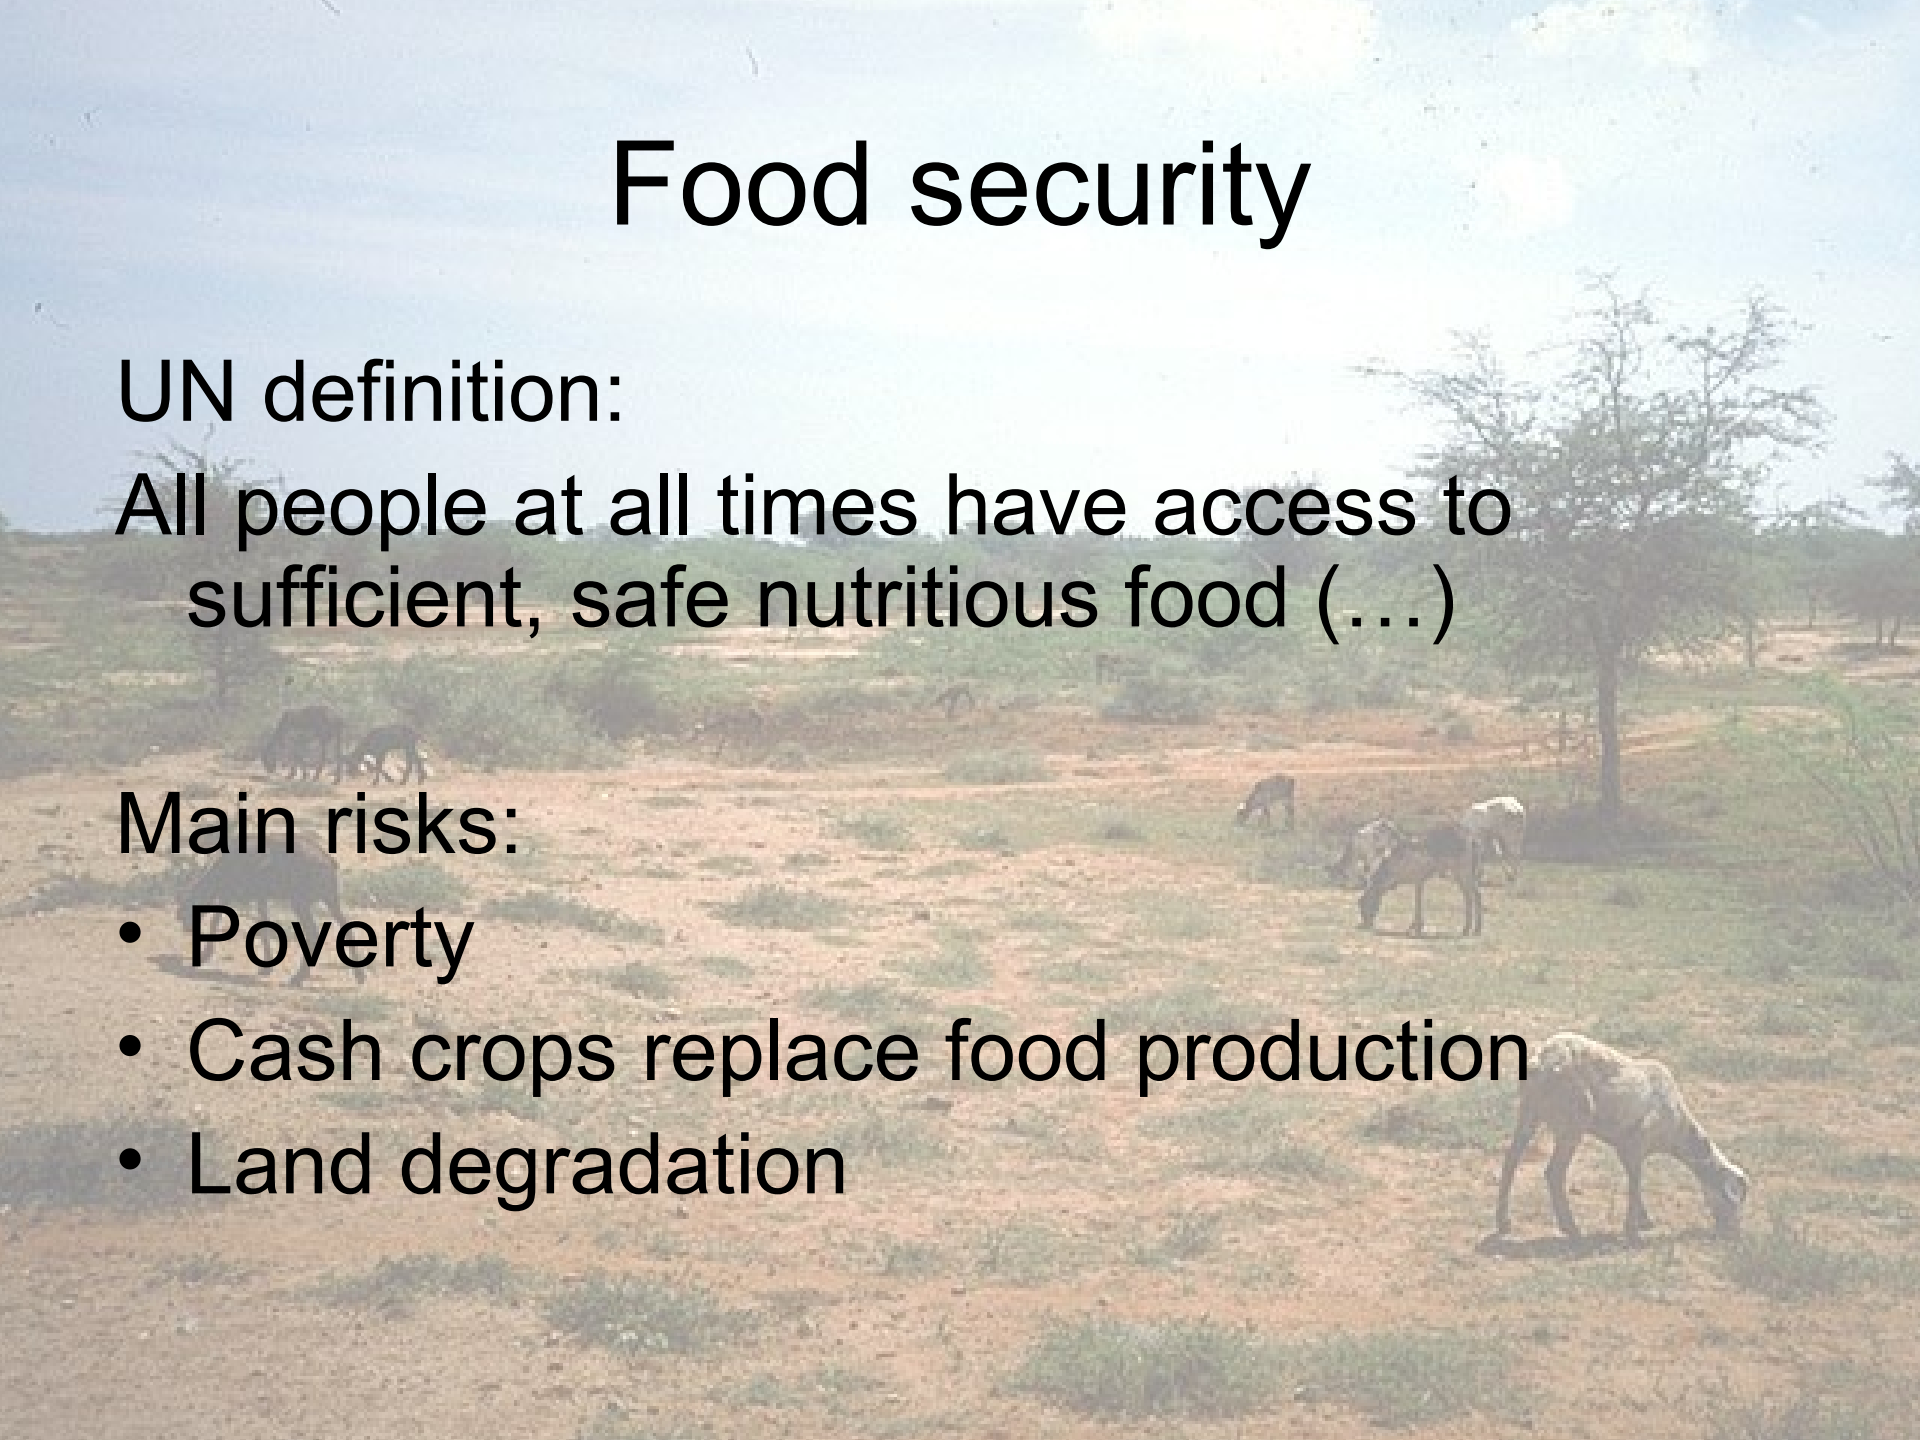 Food security
UN definition:
All people at all times have access to
sufficient, safe nutritious food (…)
Main risks:
• Poverty
• Cash crops replace food production
• Land degradation